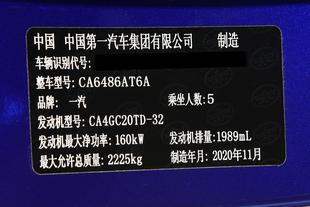 中国 中国第一汽车集团有限公司 制造
车辆识别代号：
整车型号：CA6486AT6A
品牌：一汽 乘坐人数：5
发动机型号：CA4GC20TD-32
发动机最大净功率：160kW 发动机排量：1989mL
最大允许总质量：2225kg 制造年月：2020年11月